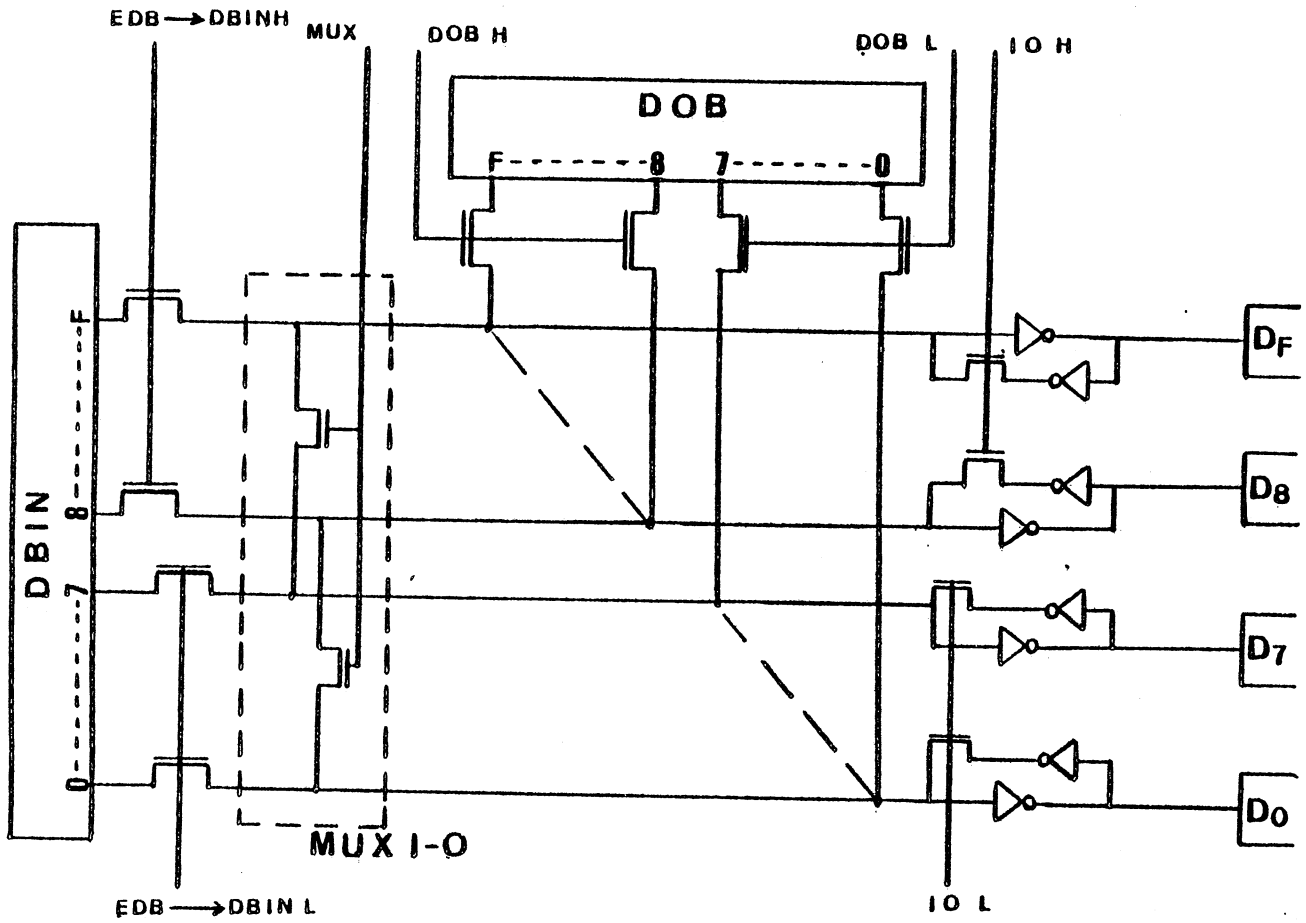 EDB→DBINH
MUX
DOB H
DOB L
IO H
DOB
F--------8 7--------0
DBIN
F
8
7
0
DF
D8
D7
D0
MUX I-O
EDB→DBIN L
IO L